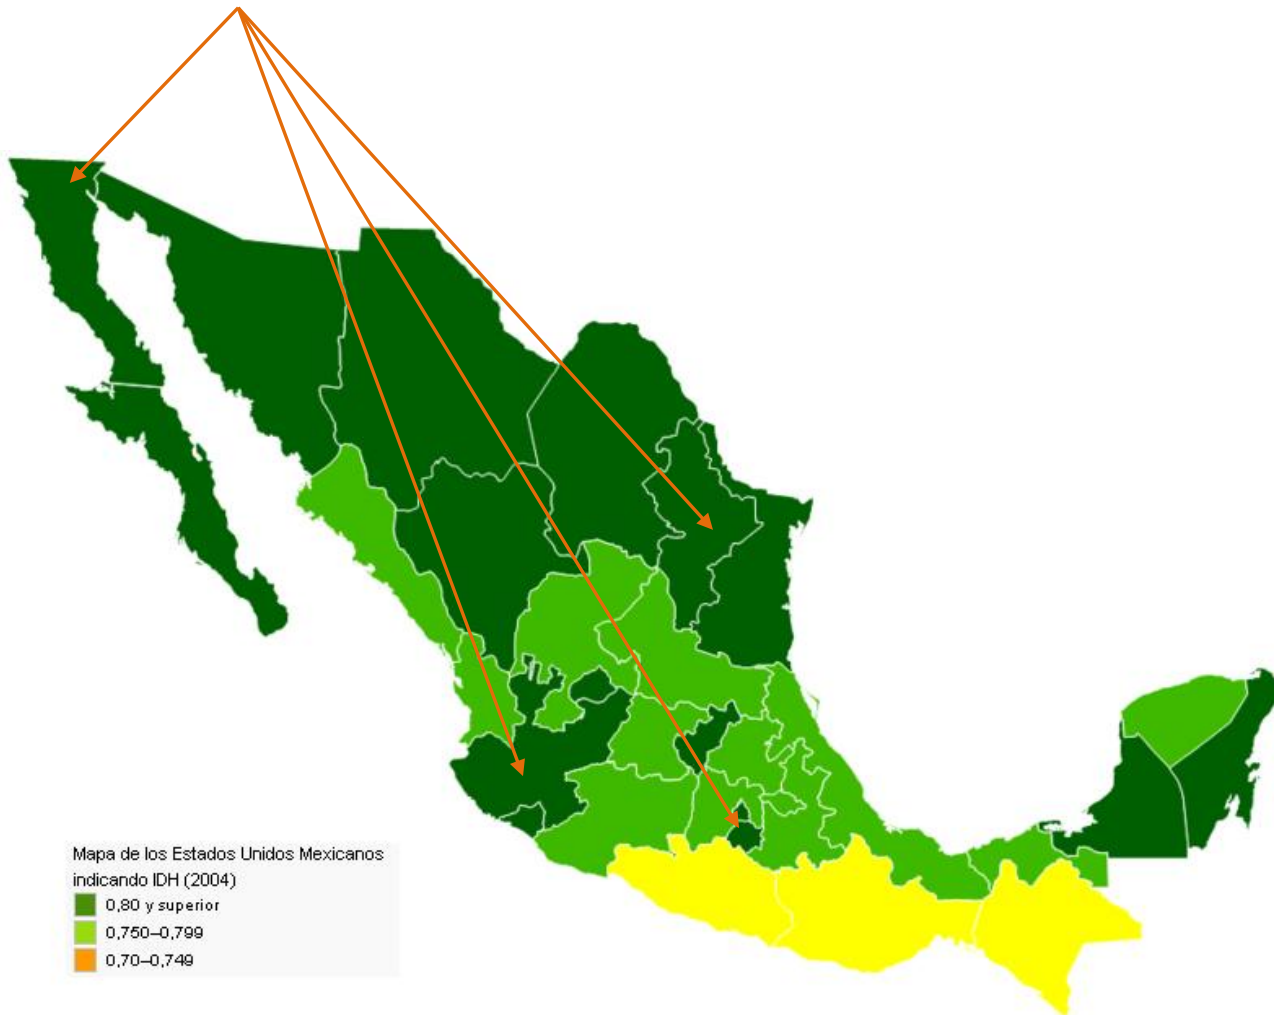 Mapa de los Estados Unidos Mexicanos
indicando IDH (2004)
0,80 y superior
0,750–0,799
0,70–0,749